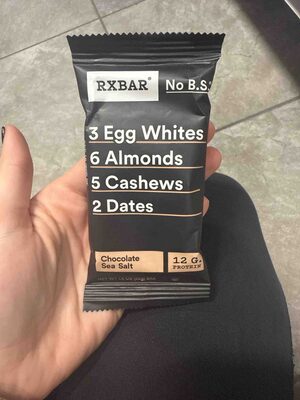 RXBAR®
No B.S.
3 Egg Whites
6 Almonds
5 Cashews
2 Dates
Chocolate
Sea Salt
12 G.
PROTEIN